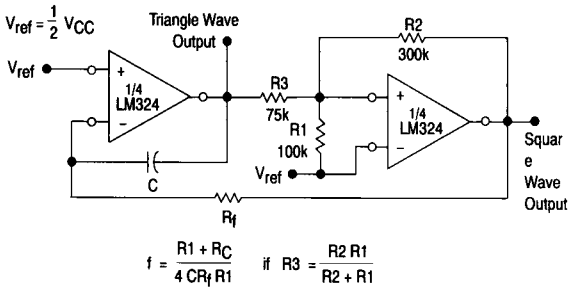 Vref = 1/2 VCC
Triangle Wave
Output
Vref
+
1/4
LM324
−
C
Rf
R3
75k
R1
100k
Vref
R2
300k
+
1/4
LM324
−
Squar
e
Wave
Output
f = R1 + RC / 4 CRf R1 if R3 = R2 R1 / R2 + R1